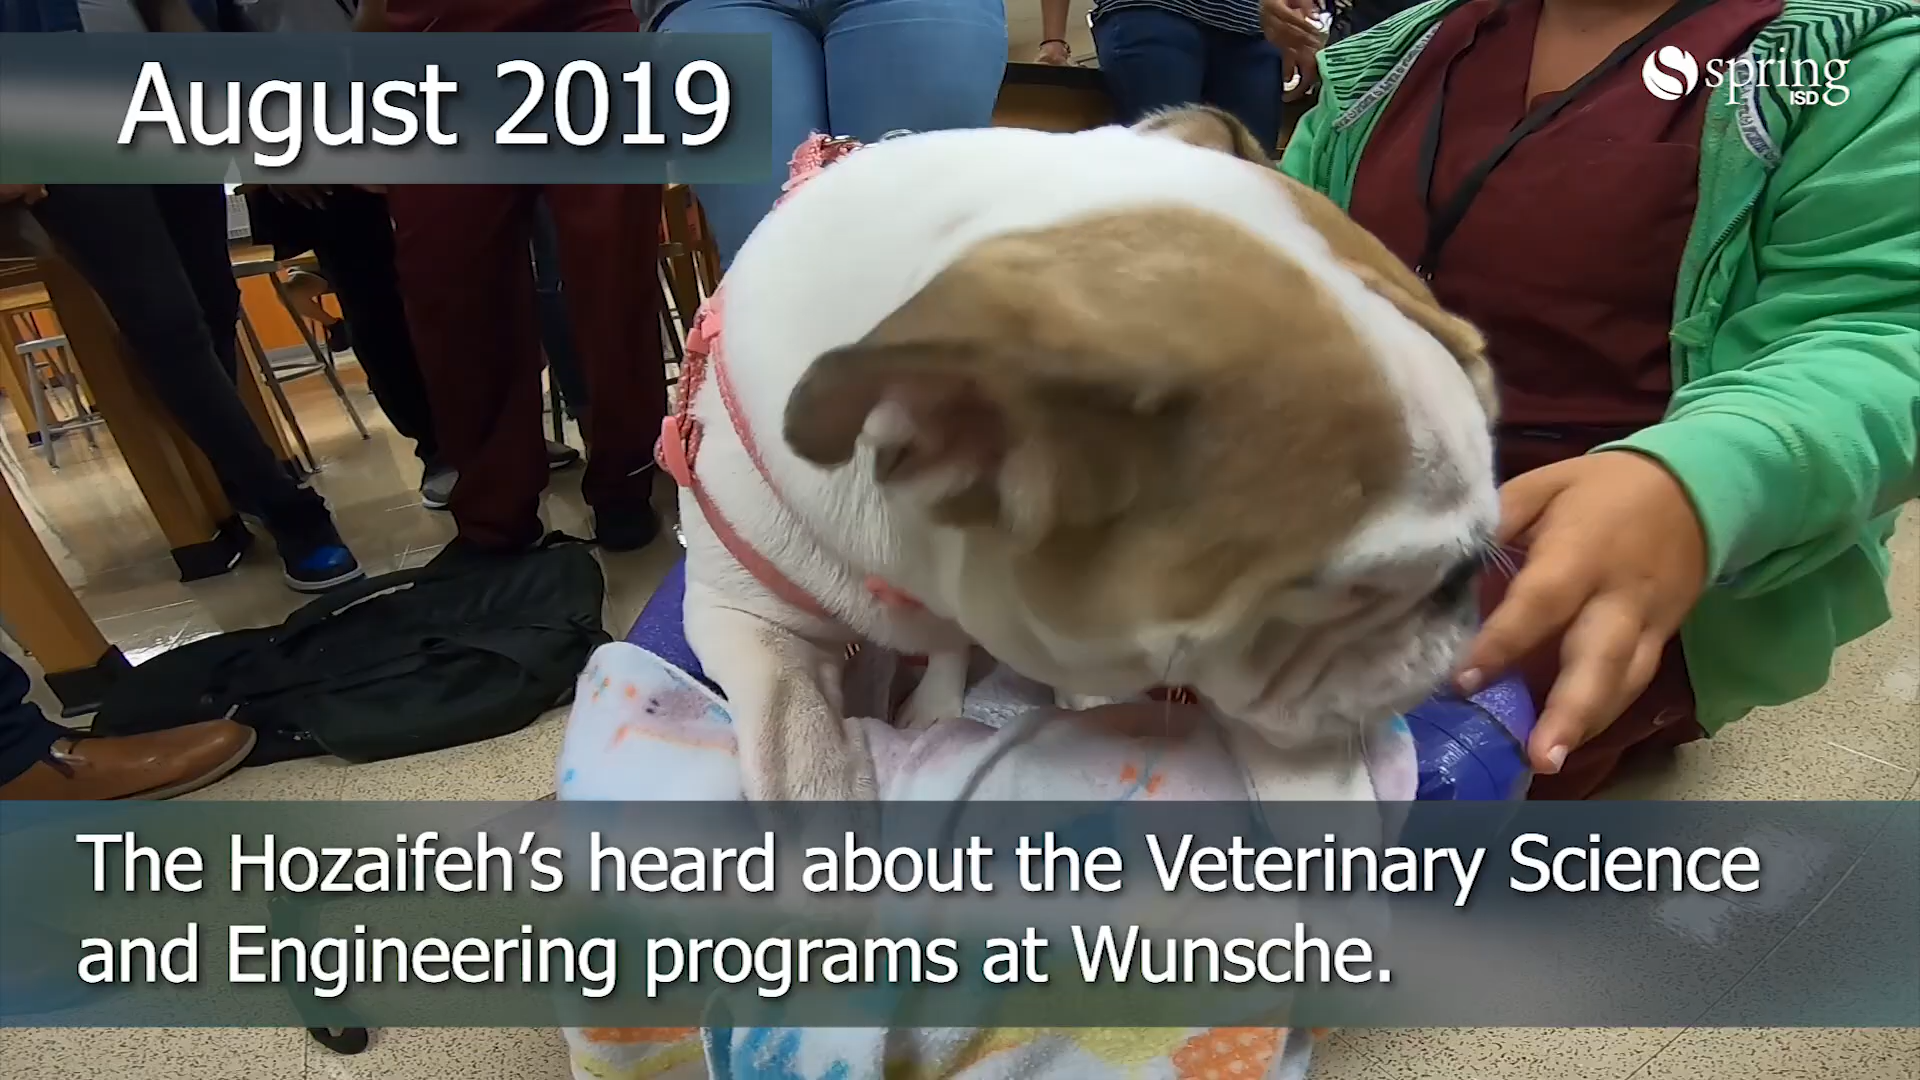 August 2019
spring
ISD
The Hozaifeh’s heard about the Veterinary Science
and Engineering programs at Wunsche.